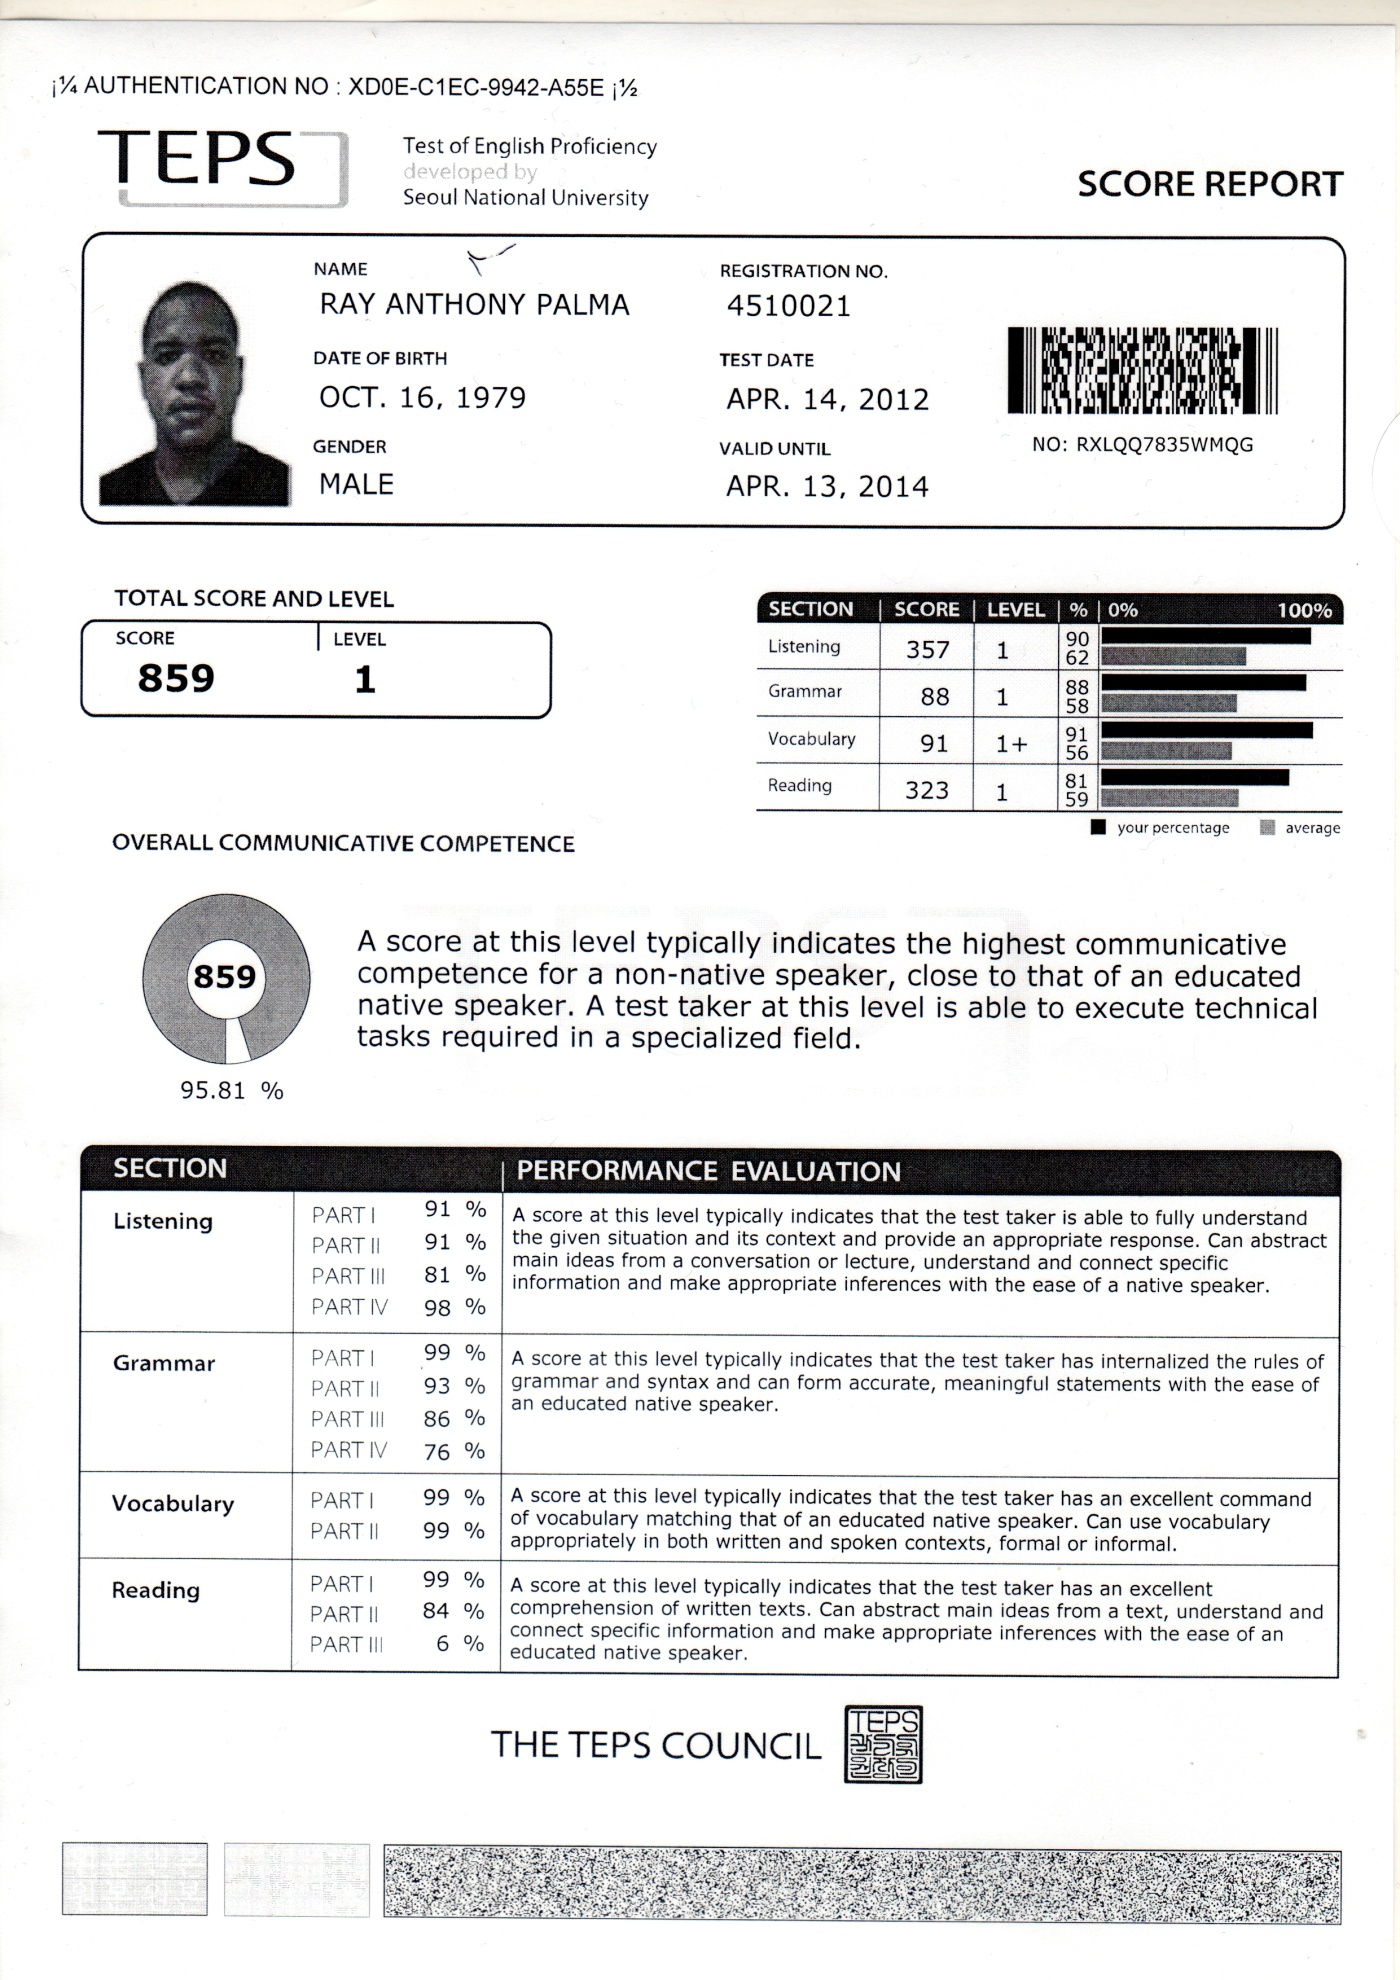 ¡¼ AUTHENTICATION NO : XD0E-C1EC-9942-A55E ¡½
TEPS
Test of English Proficiency
developed by
Seoul National University
SCORE REPORT
NAME
RAY ANTHONY PALMA
REGISTRATION NO.
4510021
DATE OF BIRTH
OCT. 16, 1979
TEST DATE
APR. 14, 2012
GENDER
MALE
VALID UNTIL
APR. 13, 2014
NO: RXLQQ7835WMQG
TOTAL SCORE AND LEVEL
SCORE LEVEL
859 1
SECTION SCORE LEVEL % 0% 100%
Listening 357 1 90 62
Grammar 88 1 88 58
Vocabulary 91 1+ 91 56
Reading 323 1 81 59
your percentage average
OVERALL COMMUNICATIVE COMPETENCE
859
95.81 %
A score at this level typically indicates the highest communicative
competence for a non-native speaker, close to that of an educated
native speaker. A test taker at this level is able to execute technical
tasks required in a specialized field.
SECTION PERFORMANCE EVALUATION
Listening
PART I 91 %
PART II 91 %
PART III 81 %
PART IV 98 %
A score at this level typically indicates that the test taker is able to fully understand
the given situation and its context and provide an appropriate response. Can abstract
main ideas from a conversation or lecture, understand and connect specific
information and make appropriate inferences with the ease of a native speaker.
Grammar
PART I 99 %
PART II 93 %
PART III 86 %
PART IV 76 %
A score at this level typically indicates that the test taker has internalized the rules of
grammar and syntax and can form accurate, meaningful statements with the ease of
an educated native speaker.
Vocabulary
PART I 99 %
PART II 99 %
A score at this level typically indicates that the test taker has an excellent command
of vocabulary matching that of an educated native speaker. Can use vocabulary
appropriately in both written and spoken contexts, formal or informal.
Reading
PART I 99 %
PART II 84 %
PART III 6 %
A score at this level typically indicates that the test taker has an excellent
comprehension of written texts. Can abstract main ideas from a text, understand and
connect specific information and make appropriate inferences with the ease of an
educated native speaker.
THE TEPS COUNCIL
TEPS